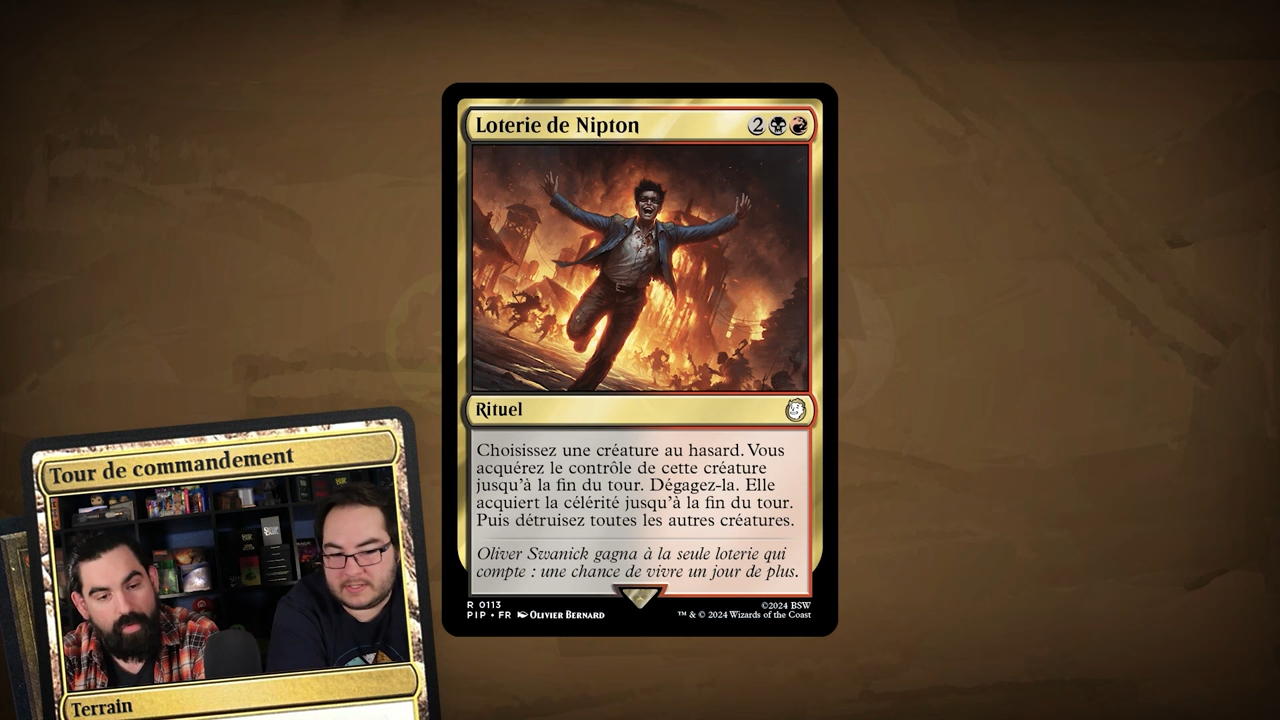 Loterie de Nipton
2
Rituel
Choisissez une créature au hasard. Vous
acquérez le contrôle de cette créature
jusqu'à la fin du tour. Dégagez-la. Elle
acquiert la célérité jusqu'à la fin du tour.
Puis détruisez toutes les autres créatures.
Oliver Swanick gagna à la seule loterie qui
compte : une chance de vivre un jour de plus.
R 0113
PIP • FR OLIVIER BERNARD
©2024 BSW
™ & © 2024 Wizards of the Coast
Tour de commandement
Terrain